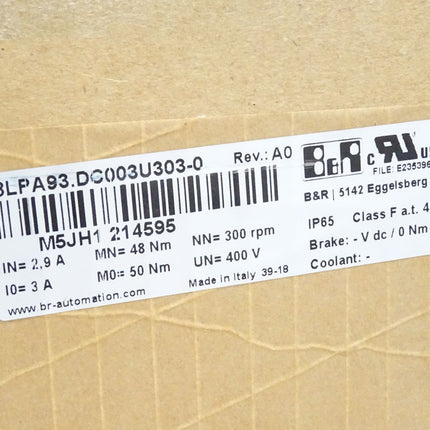 LPA93.DC003U303-0 Rev.: A0
B&R c RU us
FILE: E235396
B&R | 5142 Eggelsberg
M5JH1 214595
IN= 2,9 A MN= 48 Nm NN= 300 rpm IP65 Class F a.t. 4
I0= 3 A M0= 50 Nm UN= 400 V Brake: - V dc / 0 Nm
www.br-automation.com Made in Italy 39-18 Coolant: -